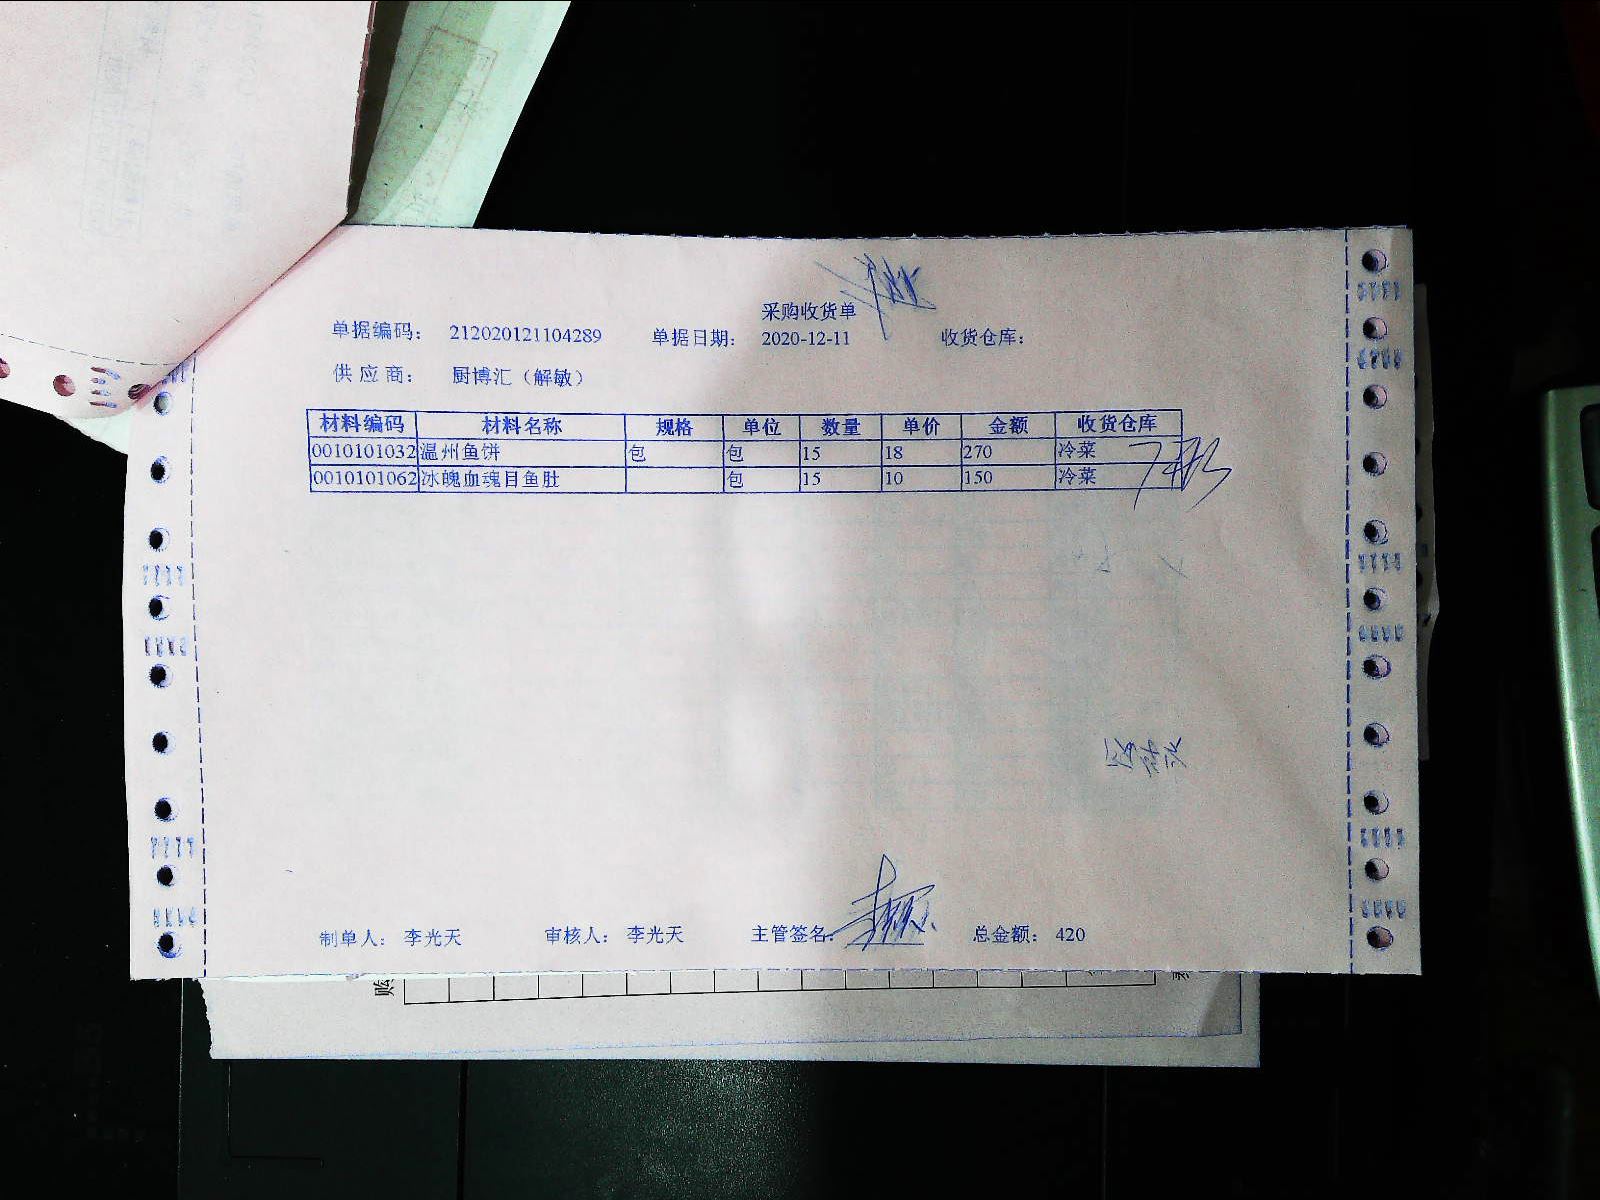 采购收货单
单据编码： 212020121104289 单据日期： 2020-12-11 收货仓库：
供 应 商： 厨博汇（解敏）
材料编码 材料名称 规格 单位 数量 单价 金额 收货仓库
0010101032 温州鱼饼 包 包 15 18 270 冷菜
0010101062 冰魄血魂目鱼肚 包 15 10 150 冷菜
制单人： 李光天 审核人： 李光天 主管签名： 总金额： 420
购